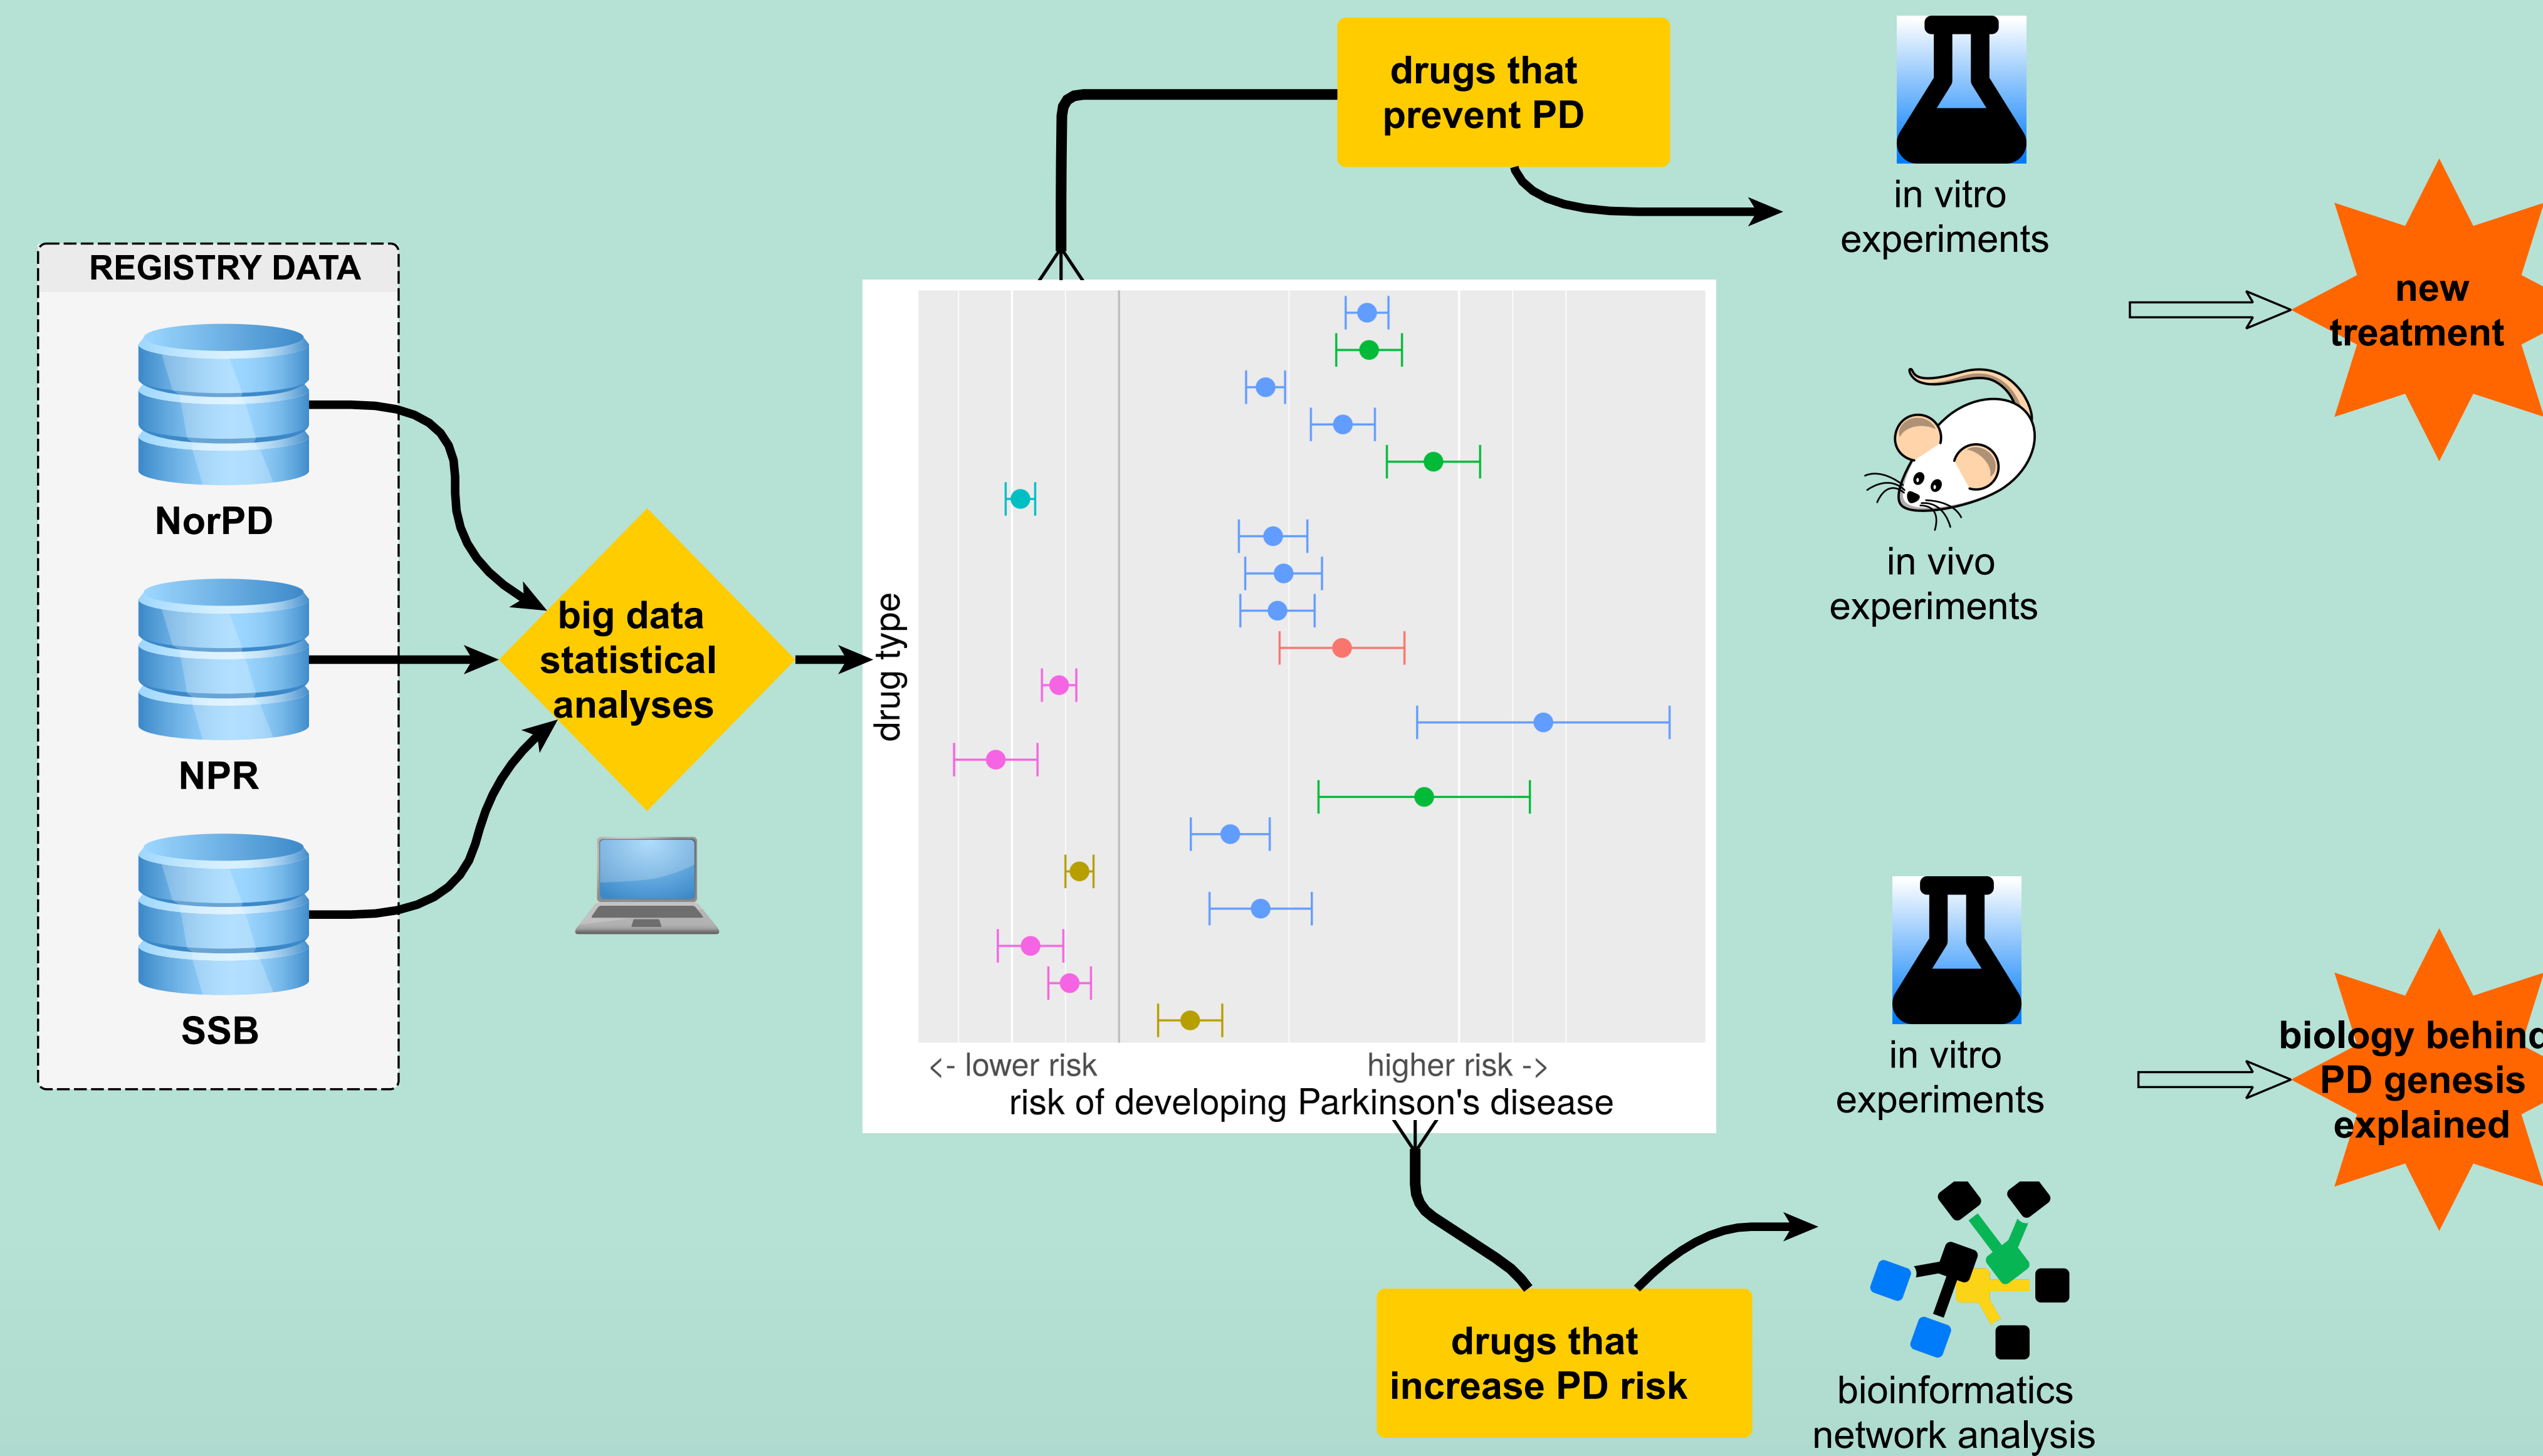 REGISTRY DATA
NorPD
NPR
SSB
big data
statistical
analyses
drugs that
prevent PD
drug type
<- lower risk
higher risk ->
risk of developing Parkinson's disease
drugs that
increase PD risk
in vitro
experiments
in vivo
experiments
new
treatment
in vitro
experiments
bioinformatics
network analysis
biology behind
PD genesis
explained